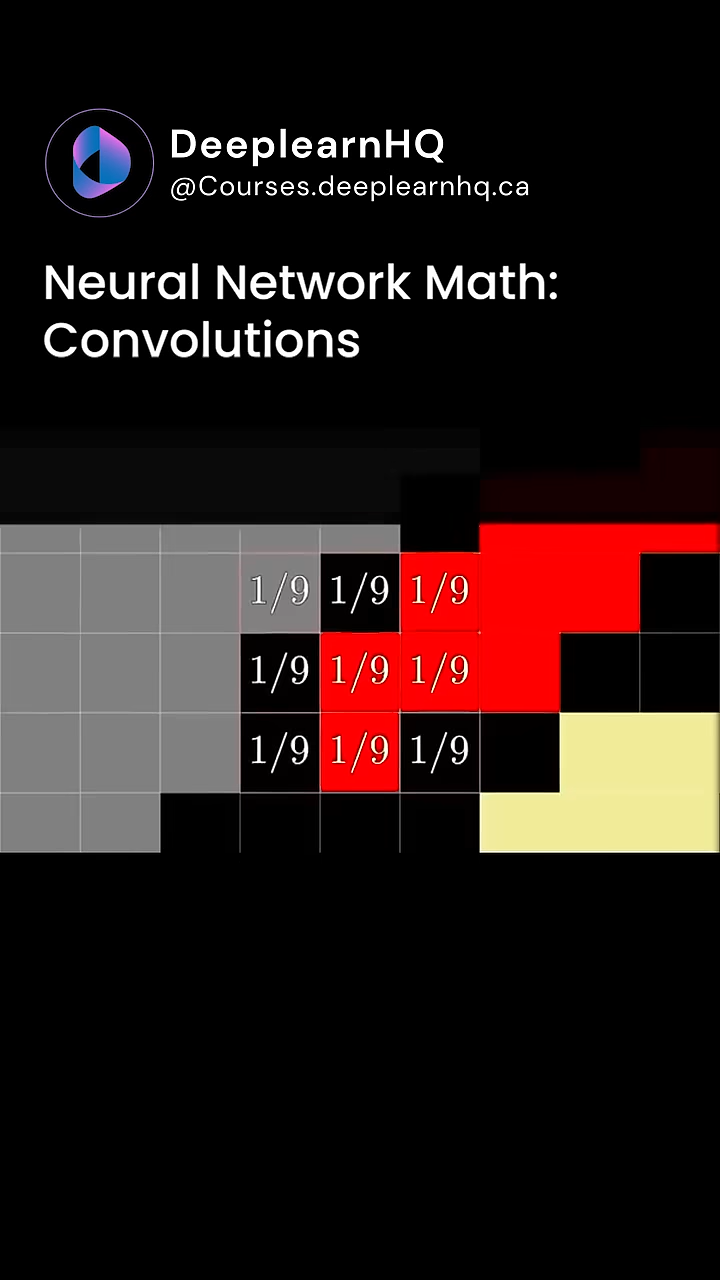 DeeplearnHQ
@Courses.deeplearnhq.ca
Neural Network Math:
Convolutions
1/9 1/9 1/9
1/9 1/9 1/9
1/9 1/9 1/9